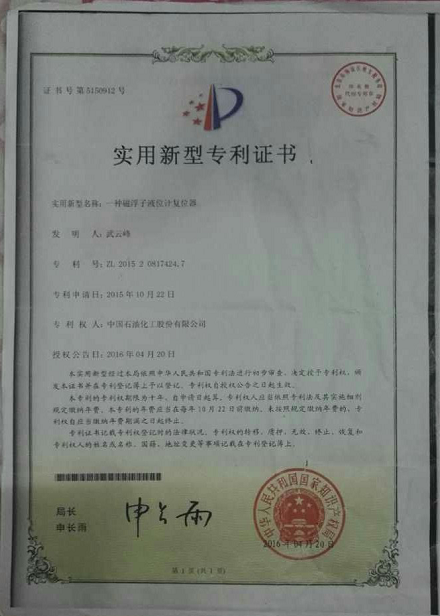 证书号第5150912号
实用新型专利证书
实用新型名称：一种磁浮子液位计复位器
发 明 人：武云峰
专 利 号：ZL 2015 2 0817424.7
专利申请日：2015年10月22日
专 利 权 人：中国石油化工股份有限公司
授权公告日：2016年04月20日
本实用新型经过本局依照中华人民共和国专利法进行初步审查，决定授予专利权，颁
发本证书并在专利登记簿上予以登记。专利权自授权公告之日起生效。
本专利的专利权期限为十年，自申请日起算。专利权人应当依照专利法及其实施细则
规定缴纳年费。本专利的年费应当在每年10月22日前缴纳。未按照规定缴纳年费的，专利
权自应当缴纳年费期满之日起终止。
专利证书记载专利权登记时的法律状况。专利权的转移、质押、无效、终止、恢复和
专利权人的姓名或名称、国籍、地址变更等事项记载在专利登记簿上。
局长
申长雨
申长雨
中华人民共和国国家知识产权局
2016年04月20日
第1页(共1页)